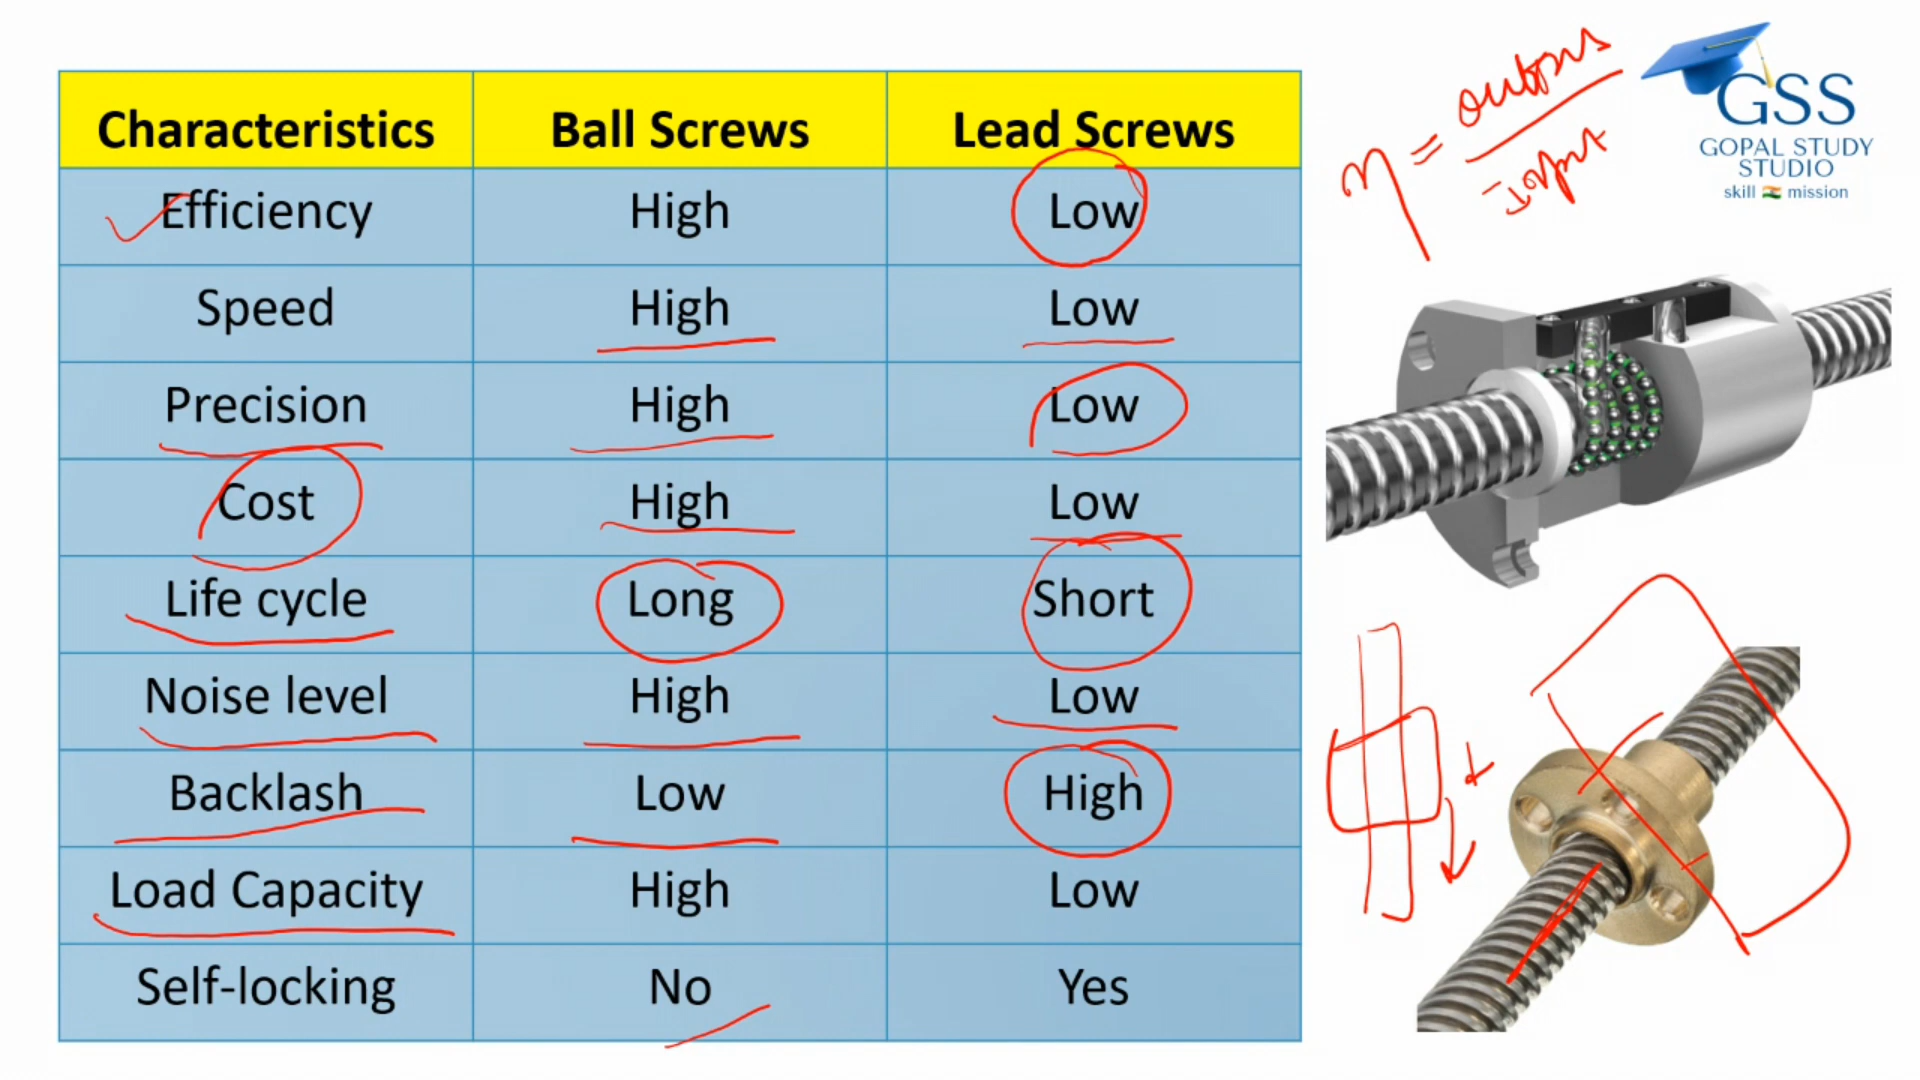 Characteristics Ball Screws Lead Screws
Efficiency High Low
Speed High Low
Precision High Low
Cost High Low
Life cycle Long Short
Noise level High Low
Backlash Low High
Load Capacity High Low
Self-locking No Yes
η =
GSS
GOPAL STUDY
STUDIO
skill mission